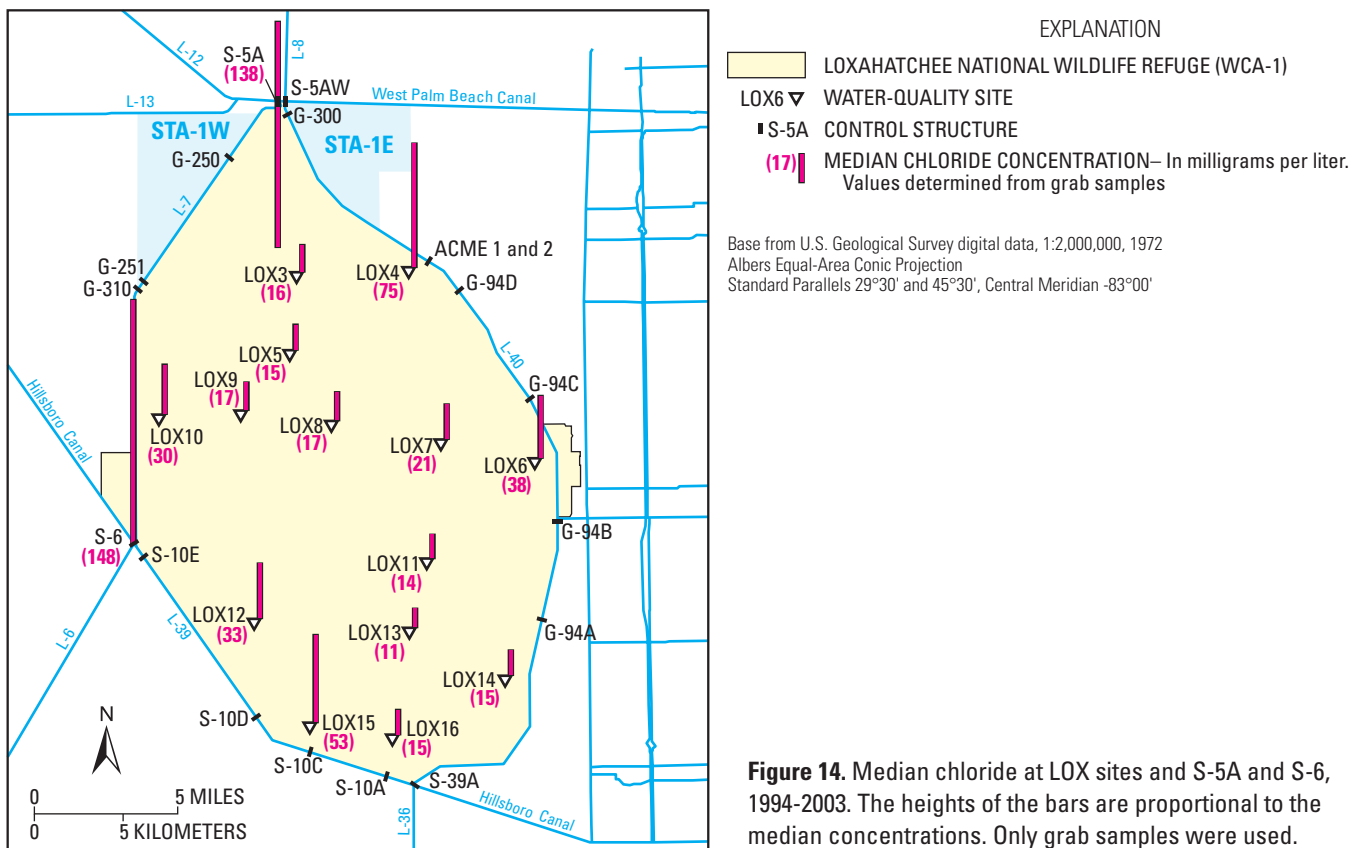 L-12
L-8
S-5A
(138)
S-5AW
L-13
West Palm Beach Canal
STA-1W
G-300
STA-1E
G-250
L-7
ACME 1 and 2
G-251
G-310
LOX3
(16)
LOX4
(75)
G-94D
L-40
LOX5
(15)
LOX9
(17)
G-94C
Hillsboro Canal
LOX10
(30)
LOX8
(17)
LOX7
(21)
LOX6
(38)
S-6
(148)
S-10E
G-94B
LOX11
(14)
LOX12
(33)
LOX13
(11)
G-94A
L-6
L-39
LOX14
(15)
N
S-10D
LOX15
(53)
LOX16
(15)
S-10C
S-10A
S-39A
Hillsboro Canal
L-36
0 5 MILES
0 5 KILOMETERS
EXPLANATION
LOXAHATCHEE NATIONAL WILDLIFE REFUGE (WCA-1)
LOX6 WATER-QUALITY SITE
S-5A CONTROL STRUCTURE
(17) MEDIAN CHLORIDE CONCENTRATION– In milligrams per liter.
Values determined from grab samples
Base from U.S. Geological Survey digital data, 1:2,000,000, 1972
Albers Equal-Area Conic Projection
Standard Parallels 29°30' and 45°30', Central Meridian -83°00'
Figure 14. Median chloride at LOX sites and S-5A and S-6,
1994-2003. The heights of the bars are proportional to the
median concentrations. Only grab samples were used.